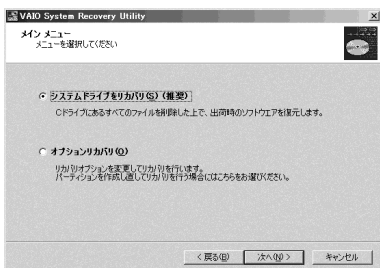 VAIO System Recovery Utility
メイン メニュー
メニューを選択してください
システムドライブをリカバリ(S) (推奨)
Cドライブにあるすべてのファイルを削除した上で、出荷時のソフトウエアを復元します。
オプションリカバリ(O)
リカバリオプションを変更してリカバリを行います。
パーティションを作成し直してリカバリを行う場合にはこちらをお選びください。
< 戻る(B)
次へ(N) >
キャンセル